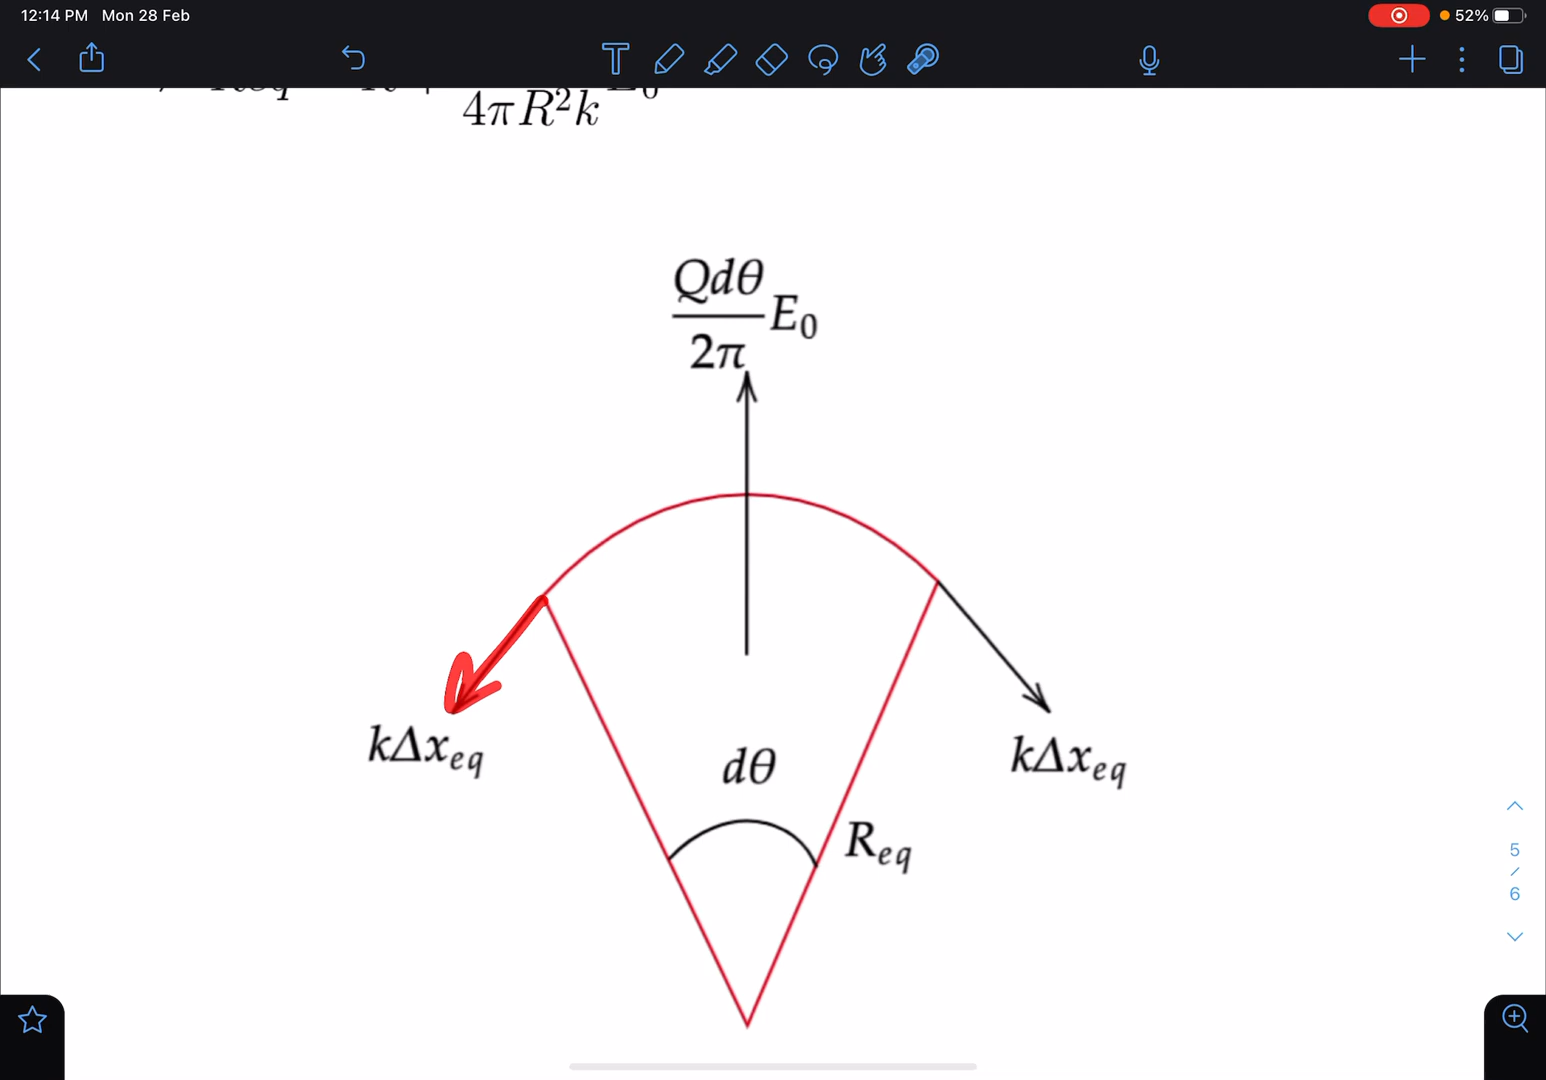 12:14 PM Mon 28 Feb
52%
4πR²k
Qdθ
2π
E₀
kΔx_eq
dθ
kΔx_eq
R_eq
5
/
6